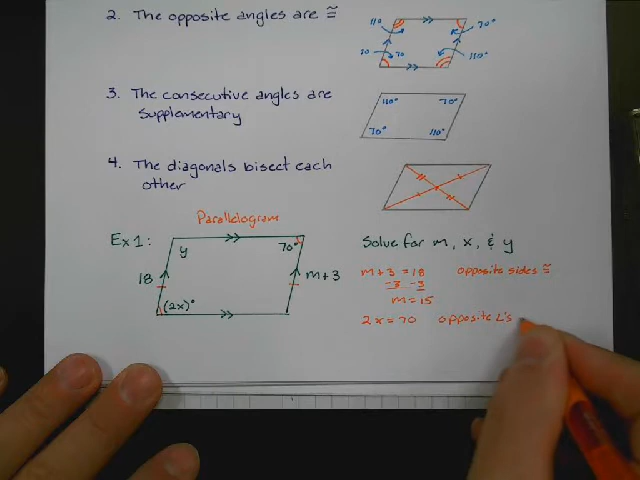 2. The opposite angles are ≅
110 70°
70 70 110°
3. The consecutive angles are
supplementary
110° 70°
70° 110°
4. The diagonals bisect each
other
Parallelogram
Ex 1: y 70° Solve for m, x, & y
18 m+3 m+3 = 18 opposite sides ≅
-3 -3
(2x)° m = 15
2x = 70 opposite ∠'s